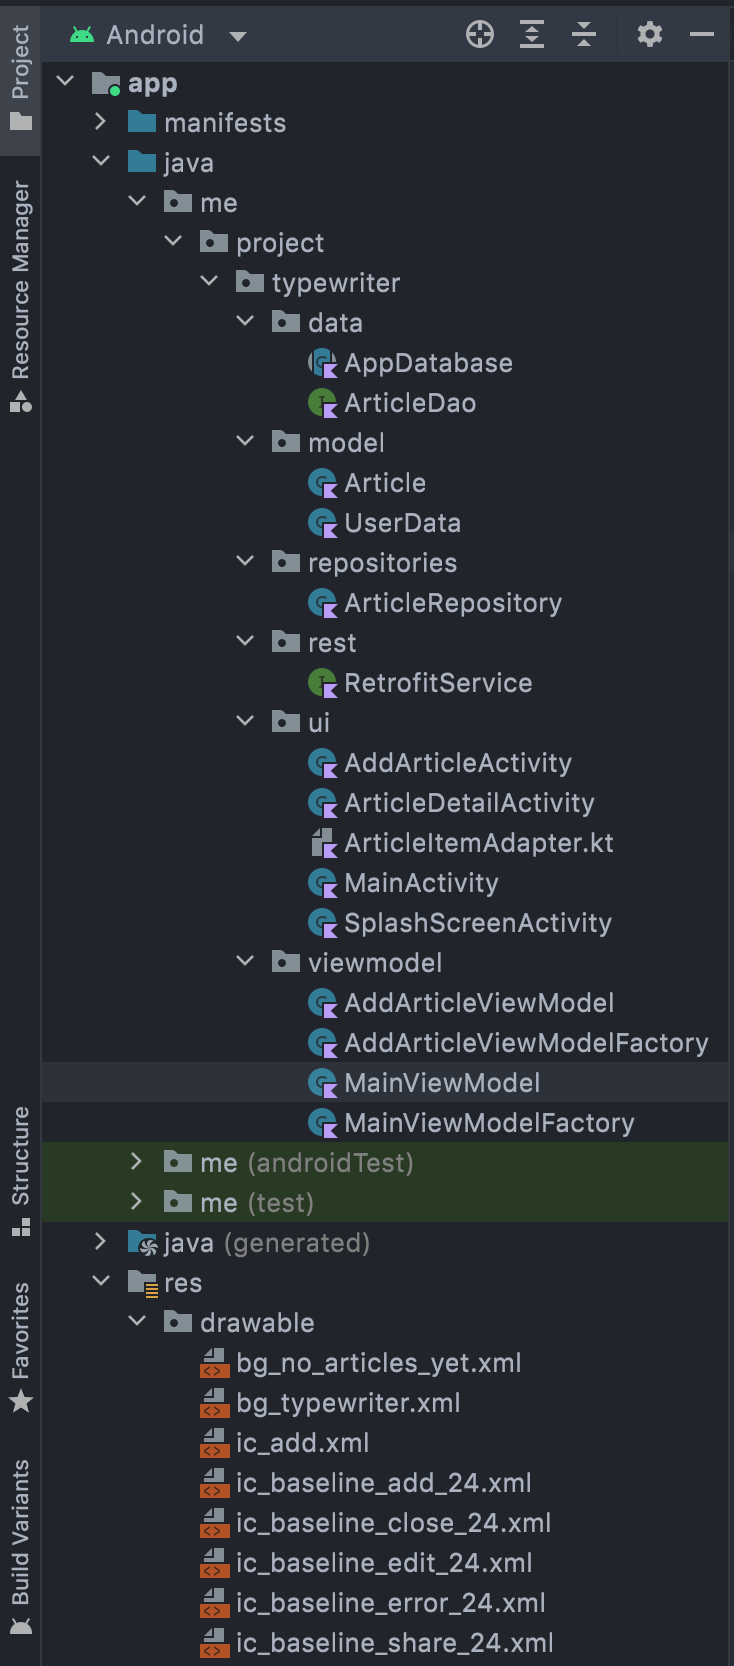 Android
app
manifests
java
me
project
typewriter
data
AppDatabase
ArticleDao
model
Article
UserData
repositories
ArticleRepository
rest
RetrofitService
ui
AddArticleActivity
ArticleDetailActivity
ArticleItemAdapter.kt
MainActivity
SplashScreenActivity
viewmodel
AddArticleViewModel
AddArticleViewModelFactory
MainViewModel
MainViewModelFactory
me (androidTest)
me (test)
java (generated)
res
drawable
bg_no_articles_yet.xml
bg_typewriter.xml
ic_add.xml
ic_baseline_add_24.xml
ic_baseline_close_24.xml
ic_baseline_edit_24.xml
ic_baseline_error_24.xml
ic_baseline_share_24.xml
Project
Resource Manager
Structure
Favorites
Build Variants